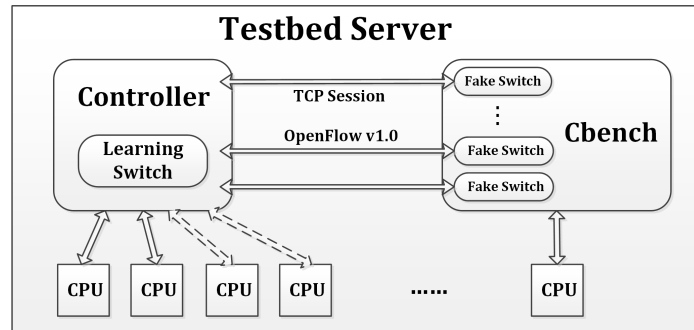 Testbed Server
Controller
Learning
Switch
TCP Session
OpenFlow v1.0
Fake Switch
⋮
Fake Switch
Fake Switch
Cbench
CPU
CPU
CPU
CPU
......
CPU